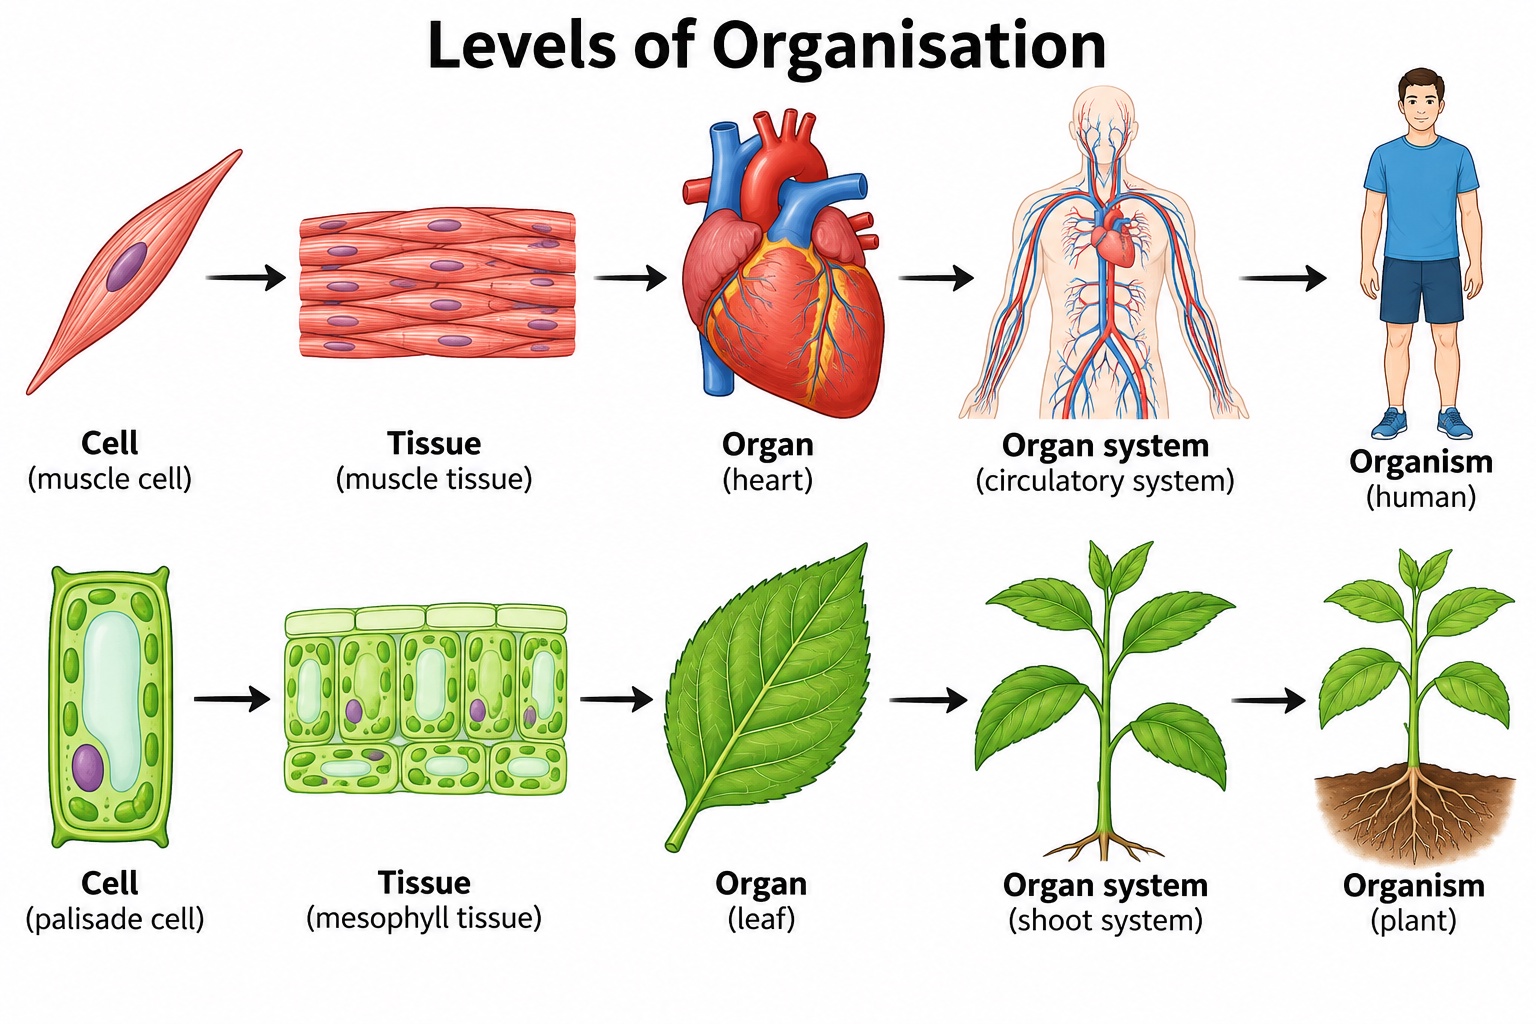 Levels of Organisation
Cell
(muscle cell)
Tissue
(muscle tissue)
Organ
(heart)
Organ system
(circulatory system)
Organism
(human)
Cell
(palisade cell)
Tissue
(mesophyll tissue)
Organ
(leaf)
Organ system
(shoot system)
Organism
(plant)